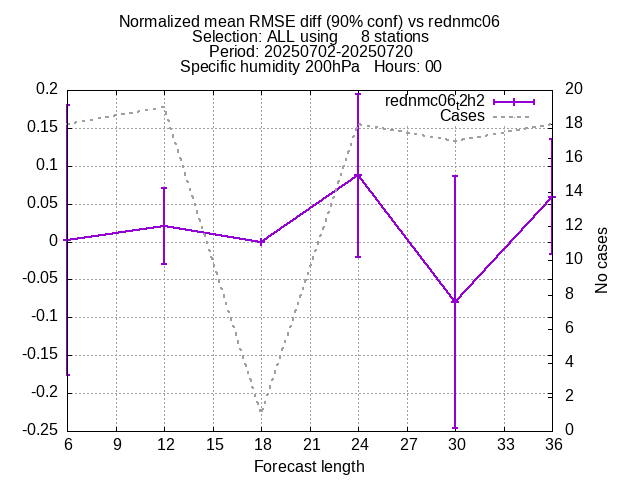 Normalized mean RMSE diff (90% conf) vs rednmc06
Selection: ALL using     8 stations
Period: 20250702-20250720
Specific humidity 200hPa   Hours: 00
0.2
0.15
0.1
0.05
0
-0.05
-0.1
-0.15
-0.2
-0.25
rednmc06t2h2
Cases
20
18
16
14
12
10
8
6
4
2
0
No cases
6 9 12 15 18 21 24 27 30 33 36
Forecast length